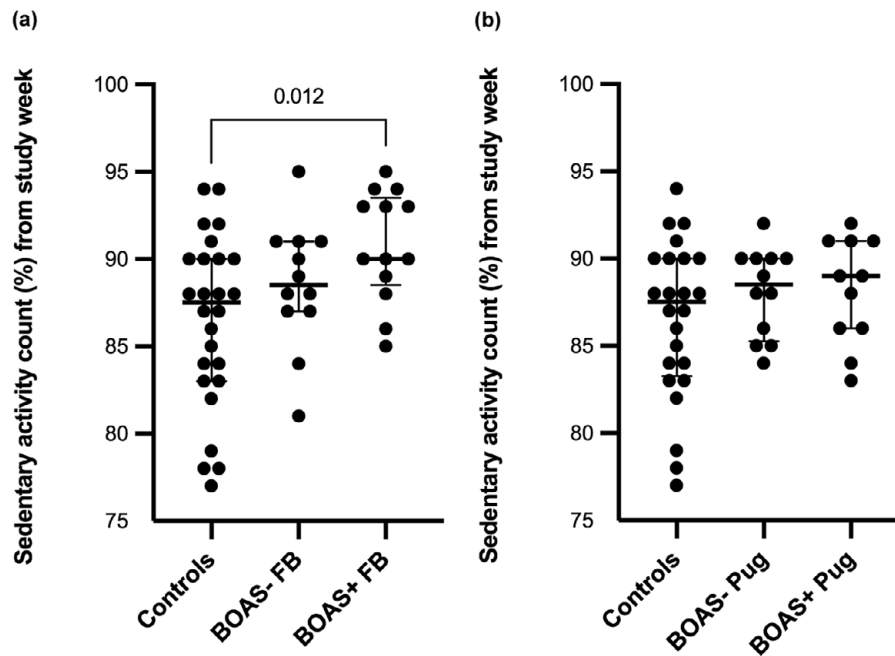 (a)
Sedentary activity count (%) from study week
100
95
90
85
80
75
0.012
Controls
BOAS- FB
BOAS+ FB
(b)
Sedentary activity count (%) from study week
100
95
90
85
80
75
Controls
BOAS- Pug
BOAS+ Pug